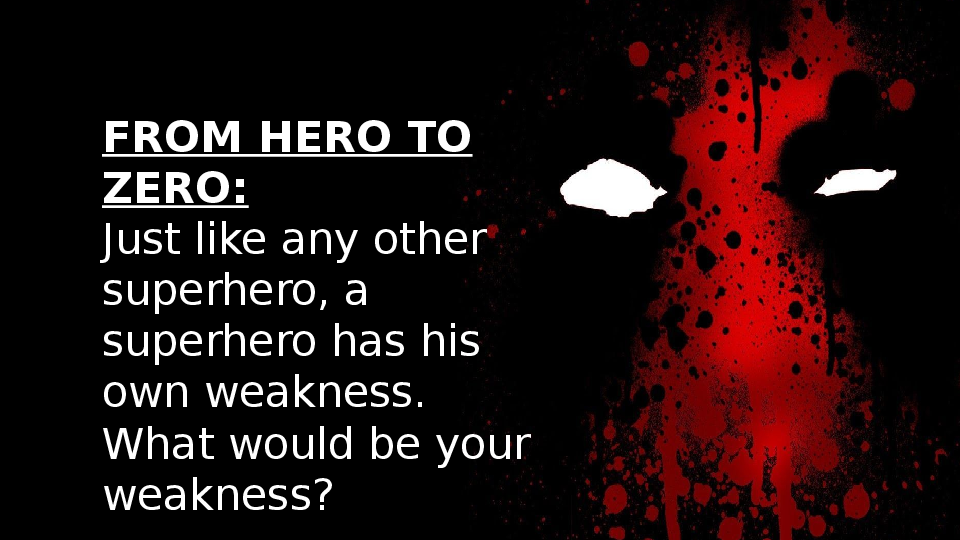 FROM HERO TO
ZERO:
Just like any other
superhero, a
superhero has his
own weakness.
What would be your
weakness?